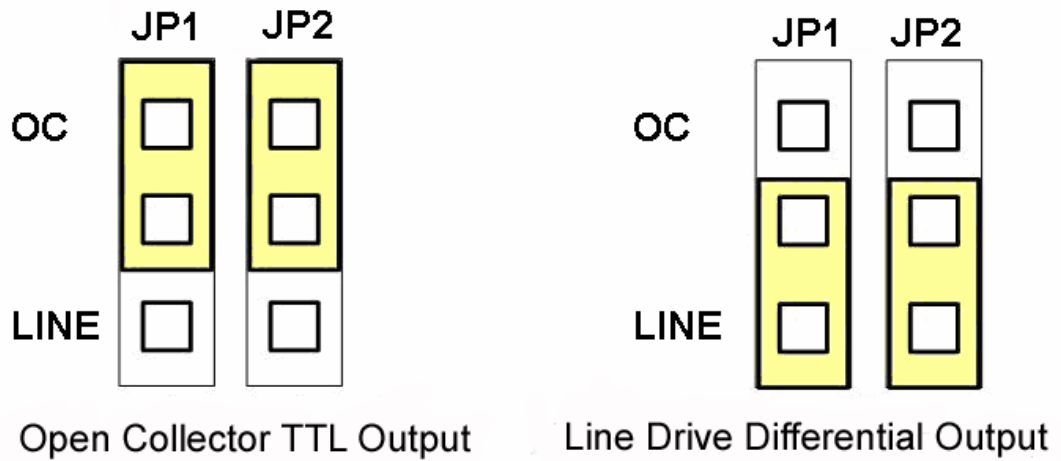 JP1 JP2
JP1 JP2
OC
OC
LINE
LINE
Open Collector TTL Output
Line Drive Differential Output